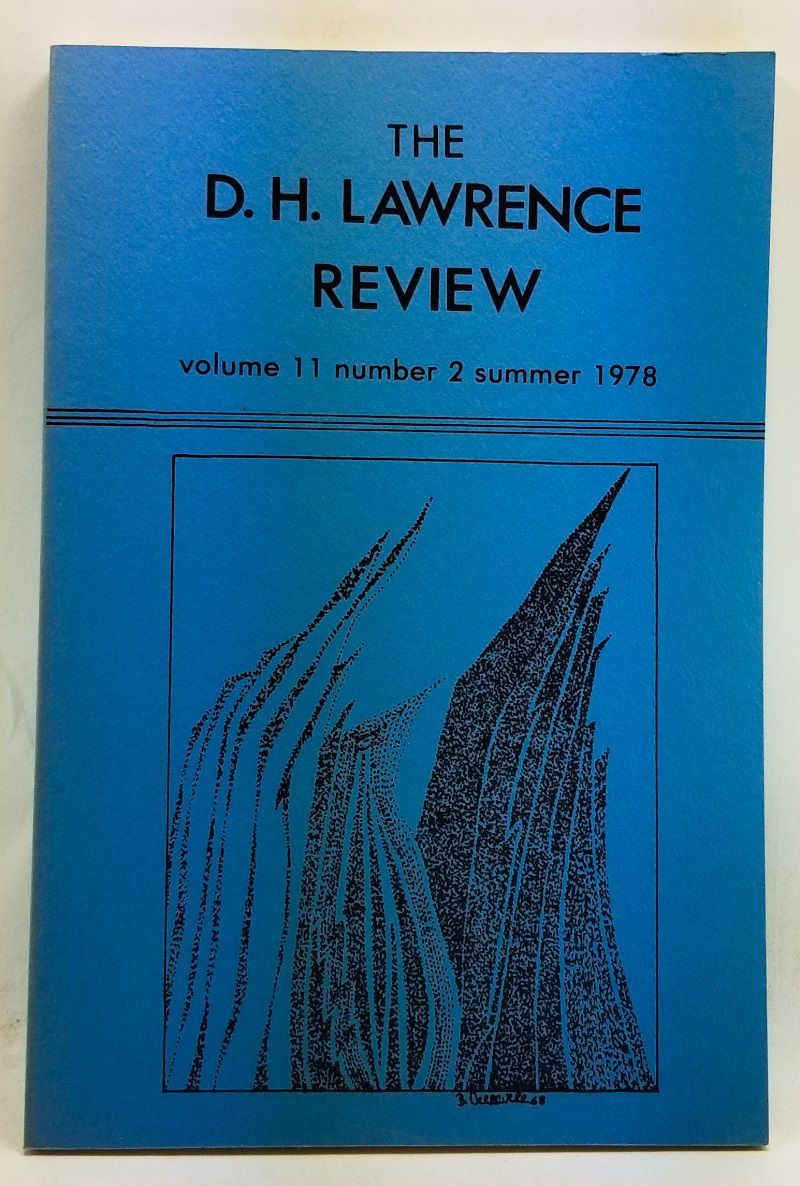 THE
D. H. LAWRENCE
REVIEW
volume 11 number 2 summer 1978